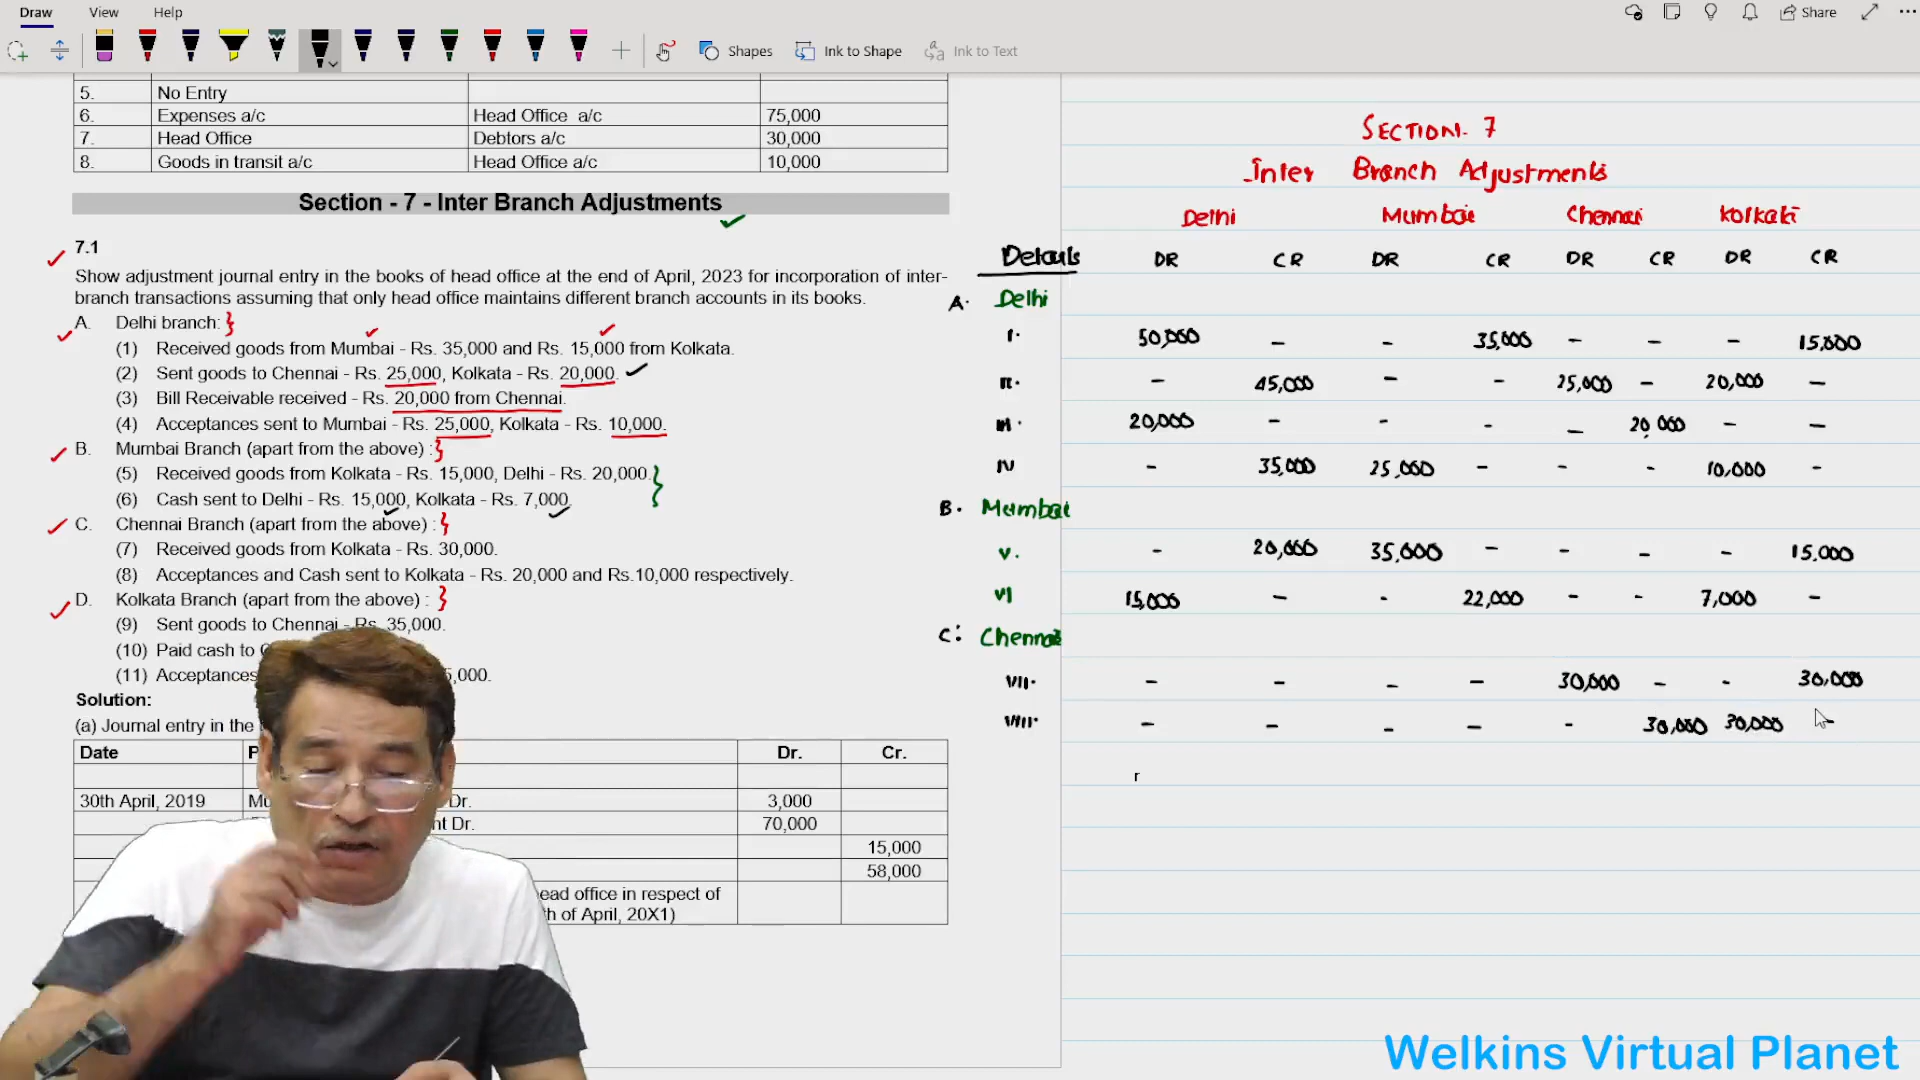 Draw View Help
Share
Shapes Ink to Shape Ink to Text
5. No Entry
6. Expenses a/c Head Office a/c 75,000
7. Head Office Debtors a/c 30,000
8. Goods in transit a/c Head Office a/c 10,000
Section - 7 - Inter Branch Adjustments
7.1
Show adjustment journal entry in the books of head office at the end of April, 2023 for incorporation of inter-
branch transactions assuming that only head office maintains different branch accounts in its books.
A. Delhi branch:
(1) Received goods from Mumbai - Rs. 35,000 and Rs. 15,000 from Kolkata.
(2) Sent goods to Chennai - Rs. 25,000, Kolkata - Rs. 20,000.
(3) Bill Receivable received - Rs. 20,000 from Chennai.
(4) Acceptances sent to Mumbai - Rs. 25,000, Kolkata - Rs. 10,000.
B. Mumbai Branch (apart from the above) :
(5) Received goods from Kolkata - Rs. 15,000, Delhi - Rs. 20,000.
(6) Cash sent to Delhi - Rs. 15,000, Kolkata - Rs. 7,000.
C. Chennai Branch (apart from the above) :
(7) Received goods from Kolkata - Rs. 30,000.
(8) Acceptances and Cash sent to Kolkata - Rs. 20,000 and Rs.10,000 respectively.
D. Kolkata Branch (apart from the above) :
(9) Sent goods to Chennai - Rs. 35,000.
(10) Paid cash to
(11) Acceptances 5,000.
Solution:
(a) Journal entry in the
Date Dr. Cr.
30th April, 2019 Dr. 3,000
Dr. 70,000
15,000
58,000
ead office in respect of
h of April, 20X1)
SECTION. 7
Inter Branch Adjustments
Delhi Mumbai Chennai Kolkata
Details DR CR DR CR DR CR DR CR
A. Delhi
I. 50,000 - - 35,000 - - - 15,000
II. - 45,000 - - 25,000 - 20,000 -
III. 20,000 - - - - 20,000 - -
IV - 35,000 25,000 - - - 10,000 -
B. Mumbai
V. - 20,000 35,000 - - - - 15,000
VI 15,000 - - 22,000 - - 7,000 -
C: Chennai
VII. - - - - 30,000 - - 30,000
VIII. - - - - - 30,000 30,000 -
Welkins Virtual Planet